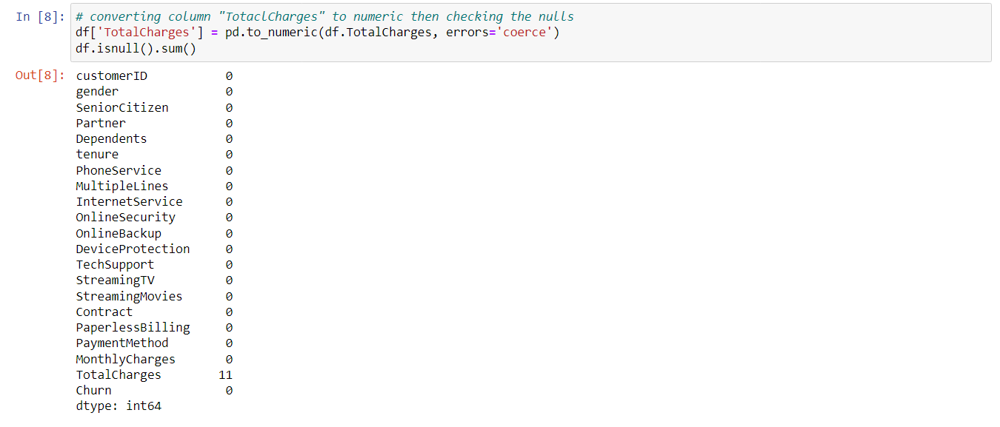 In [8]: # converting column "TotaclCharges" to numeric then checking the nulls
df['TotalCharges'] = pd.to_numeric(df.TotalCharges, errors='coerce')
df.isnull().sum()
Out[8]: customerID 0
gender 0
SeniorCitizen 0
Partner 0
Dependents 0
tenure 0
PhoneService 0
MultipleLines 0
InternetService 0
OnlineSecurity 0
OnlineBackup 0
DeviceProtection 0
TechSupport 0
StreamingTV 0
StreamingMovies 0
Contract 0
PaperlessBilling 0
PaymentMethod 0
MonthlyCharges 0
TotalCharges 11
Churn 0
dtype: int64